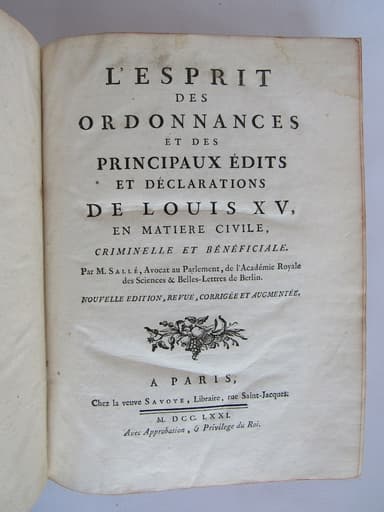 L'ESPRIT
DES
ORDONNANCES
ET DES
PRINCIPAUX ÉDITS
ET DÉCLARATIONS
DE LOUIS XV,
EN MATIERE CIVILE,
CRIMINELLE ET BÉNÉFICIALE.
Par M. SALLÉ, Avocat au Parlement, de l'Académie Royale
des Sciences & Belles-Lettres de Berlin.
NOUVELLE EDITION, REVUE, CORRIGÉE ET AUGMENTÉE.
A PARIS,
Chez la veuve SAVOYE, Libraire, rue Saint-Jacques.
M. DCC. LXXI.
Avec Approbation, & Privilege du Roi.